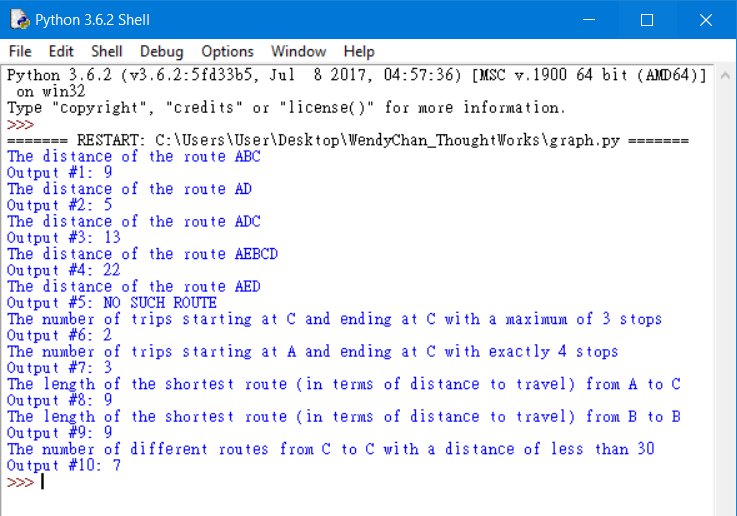 Python 3.6.2 Shell
File Edit Shell Debug Options Window Help
Python 3.6.2 (v3.6.2:5fd33b5, Jul  8 2017, 04:57:36) [MSC v.1900 64 bit (AMD64)]
 on win32
Type "copyright", "credits" or "license()" for more information.
>>>
======= RESTART: C:\Users\User\Desktop\WendyChan_ThoughtWorks\graph.py =======
The distance of the route ABC
Output #1: 9
The distance of the route AD
Output #2: 5
The distance of the route ADC
Output #3: 13
The distance of the route AEBCD
Output #4: 22
The distance of the route AED
Output #5: NO SUCH ROUTE
The number of trips starting at C and ending at C with a maximum of 3 stops
Output #6: 2
The number of trips starting at A and ending at C with exactly 4 stops
Output #7: 3
The length of the shortest route (in terms of distance to travel) from A to C
Output #8: 9
The length of the shortest route (in terms of distance to travel) from B to B
Output #9: 9
The number of different routes from C to C with a distance of less than 30
Output #10: 7
>>>